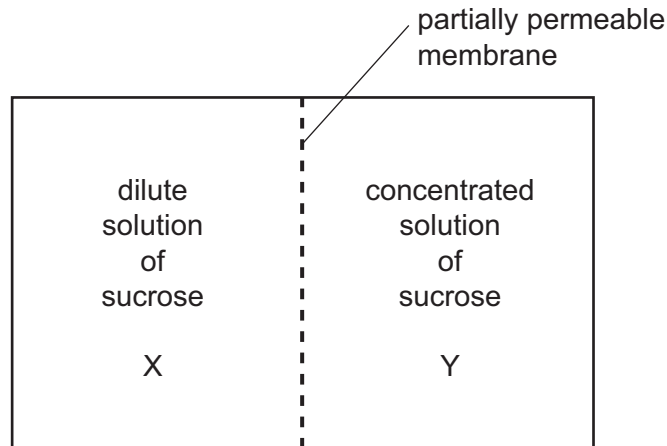 partially permeable
membrane
dilute
solution
of
sucrose
X
concentrated
solution
of
sucrose
Y